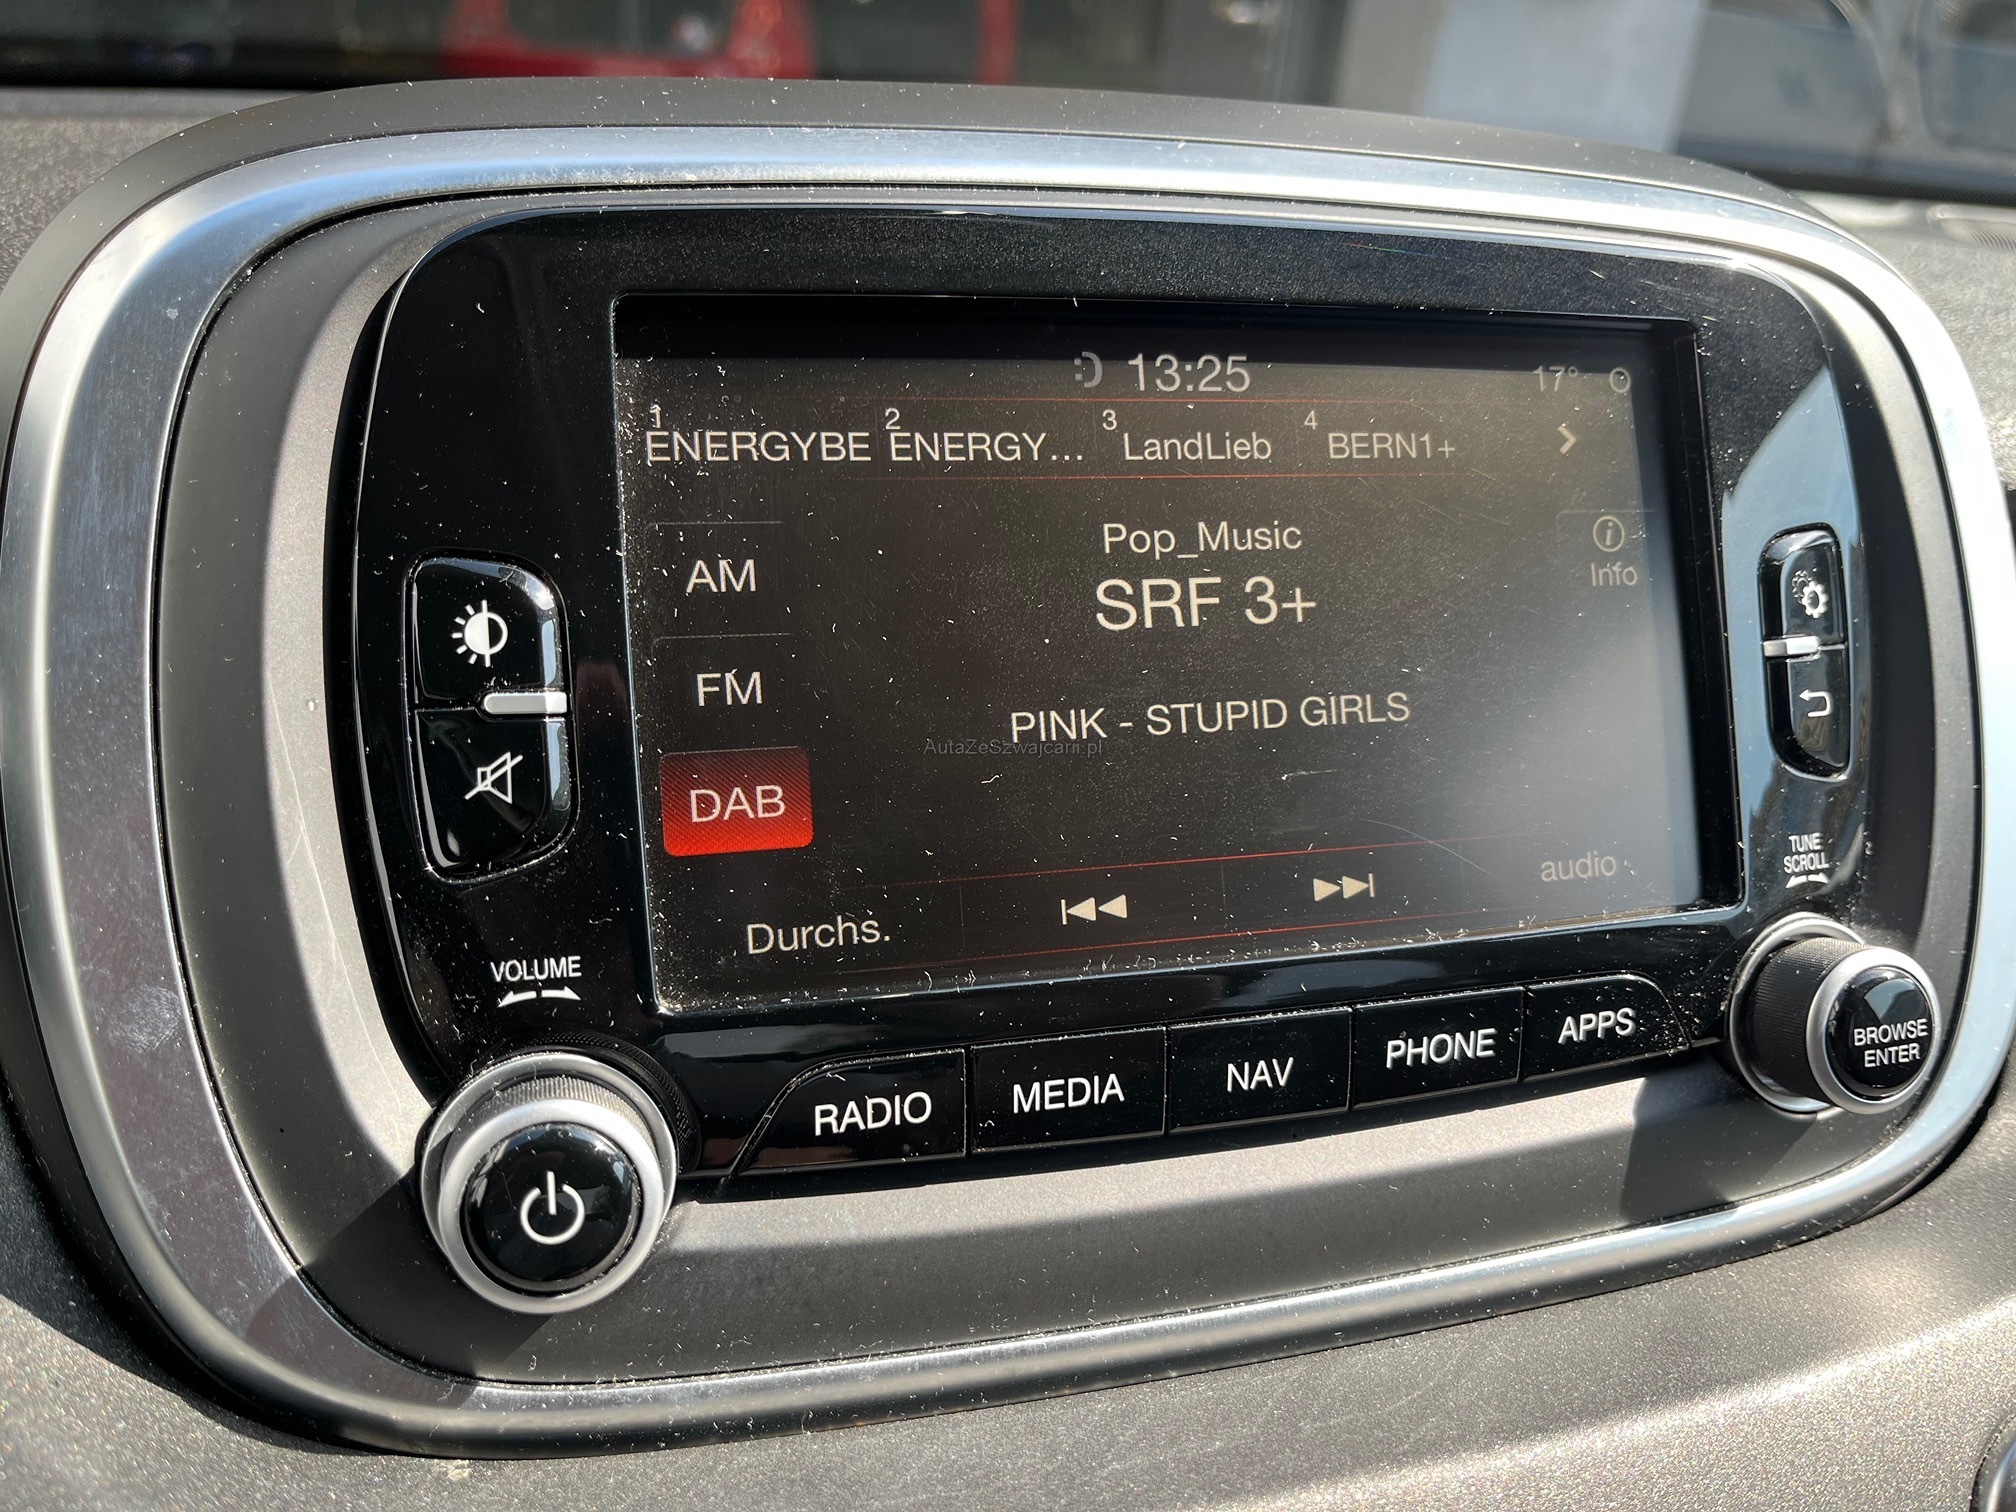 13:25
17°
1 ENERGYBE 2 ENERGY... 3 LandLieb 4 BERN1+
Pop_Music
Info
AM
SRF 3+
FM
PINK - STUPID GIRLS
AutaZeSzwajcarii.pl
DAB
audio
Durchs.
TUNE
SCROLL
VOLUME
RADIO MEDIA NAV PHONE APPS
BROWSE
ENTER